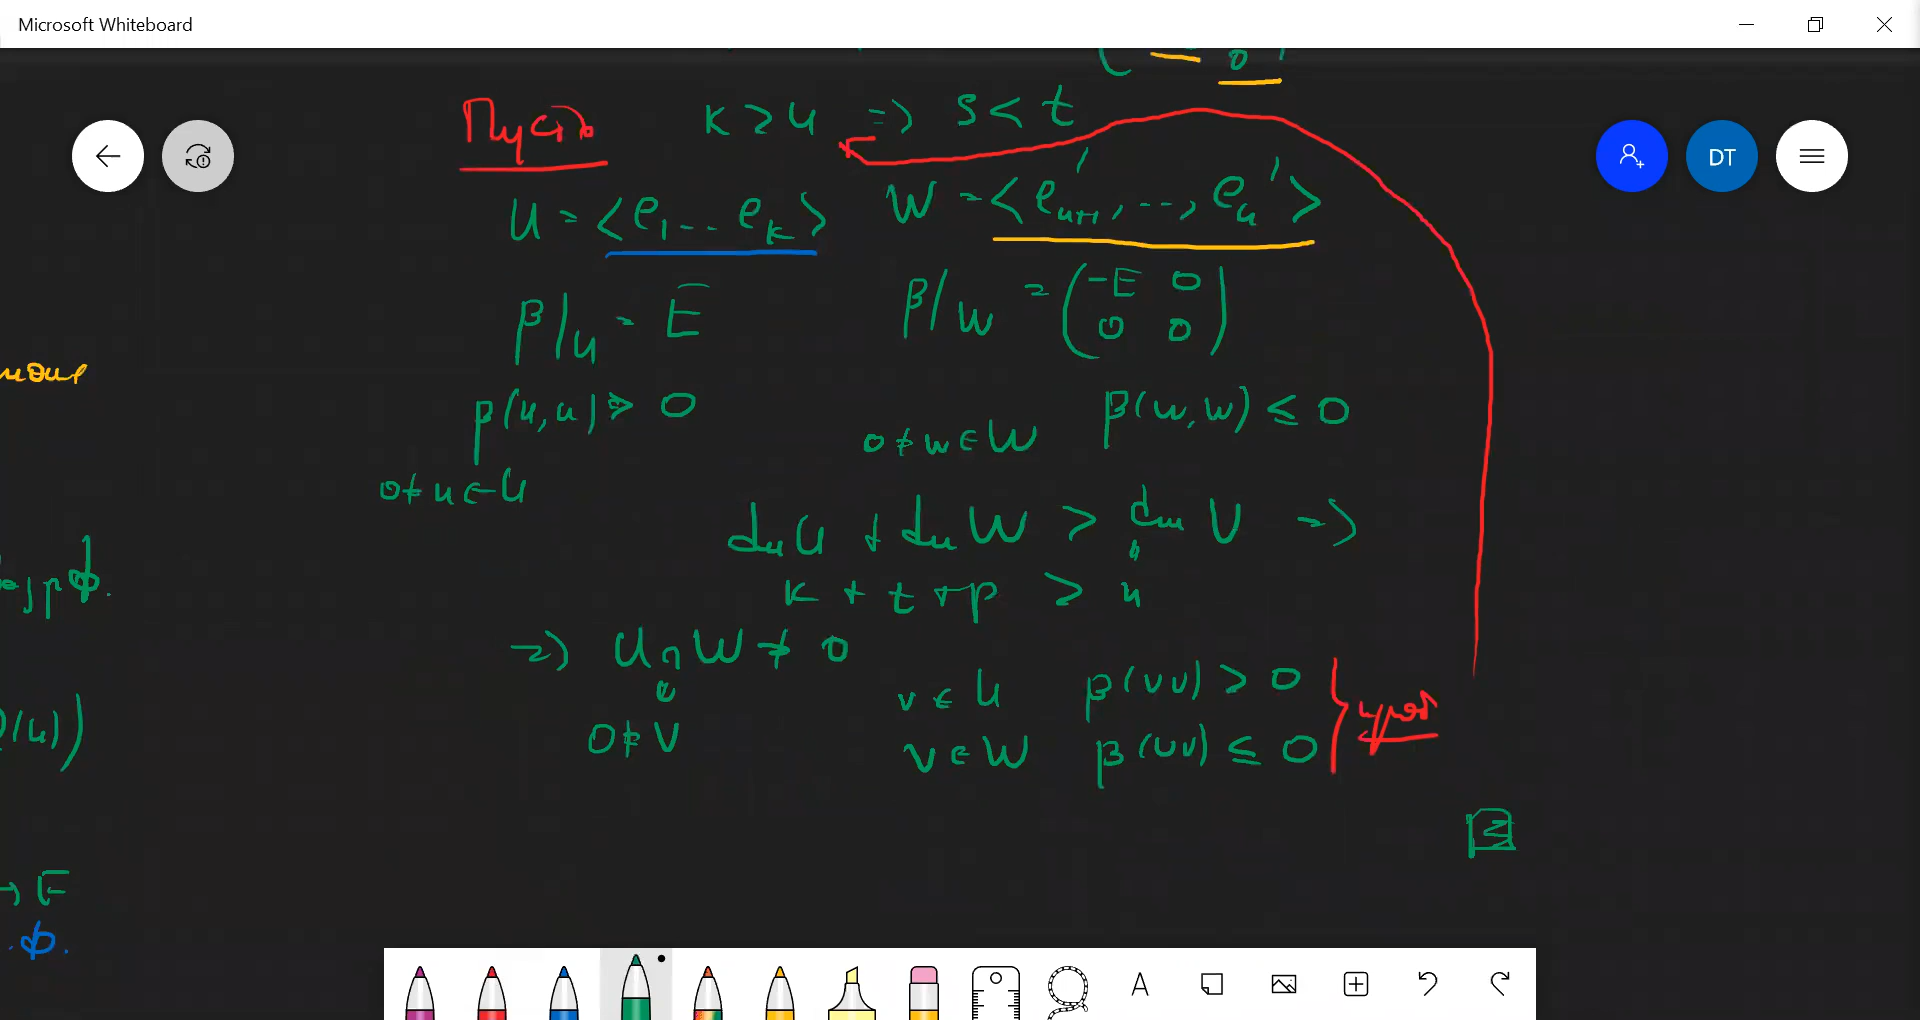 Microsoft Whiteboard
Пусть k > u => s < t
DT
U = <e₁ .. eₖ> W = <e'ᵤ₊₁, .., e'ₙ>
β|ᵤ = E β|w = (-E 0
0 0)
β(u,u) > 0 β(w,w) ≤ 0
0 ≠ w ∈ W
0 ≠ u ∈ U
dim U + dim W > dim V =>
k + t + p > n
=> U ∩ W ≠ 0
v ∈ U β(vv) > 0
0 ≠ v
v ∈ W β(vv) ≤ 0
→ E
.ф.
A